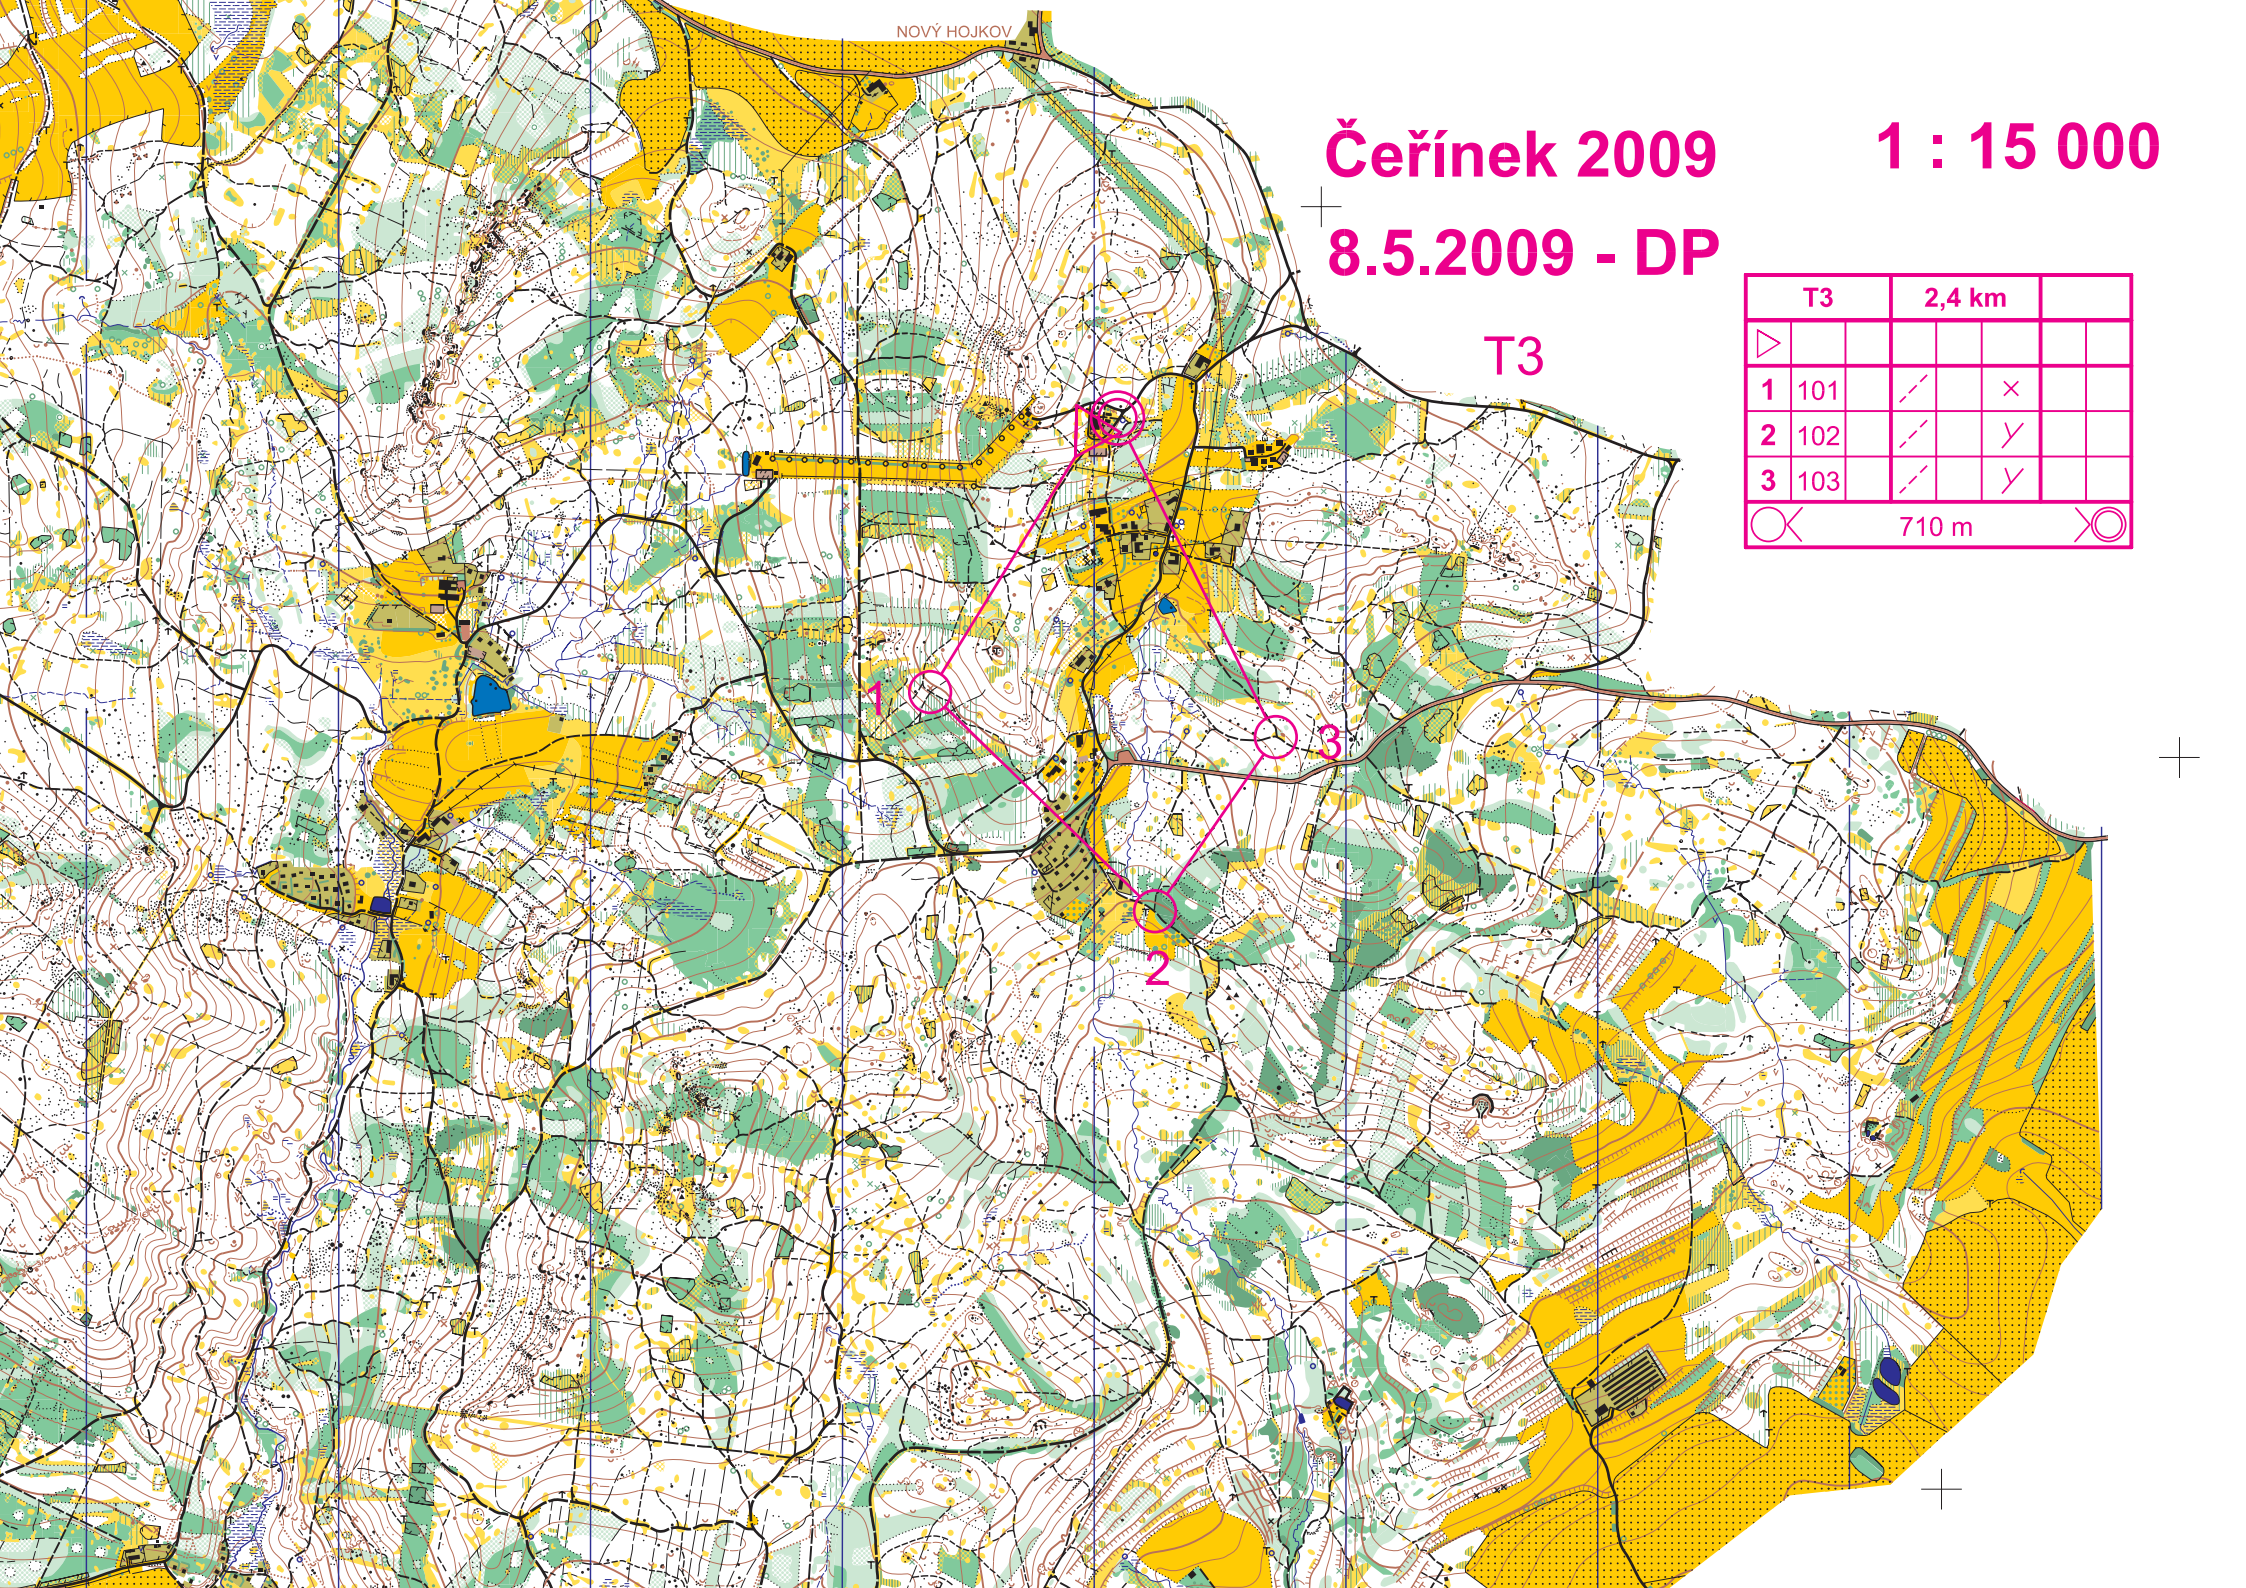 NOVÝ HOJKOV
Čeřínek 2009
1 : 15 000
8.5.2009 - DP
T3
T3 2,4 km
1 101
2 102
3 103
710 m
1
3
2